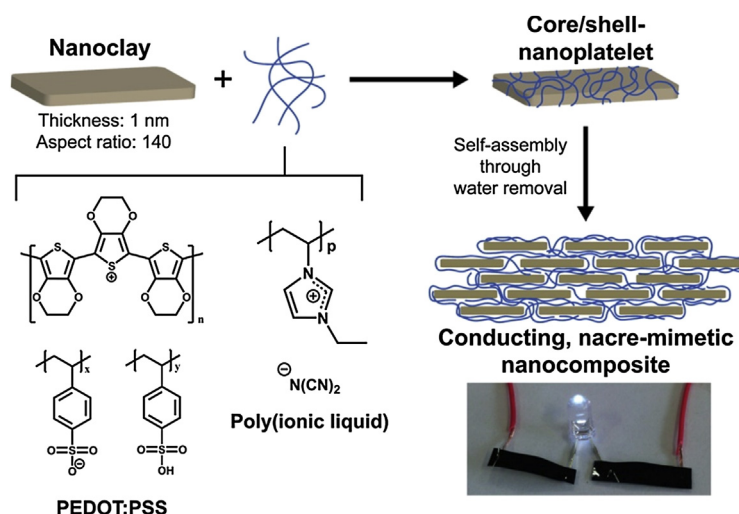 Nanoclay
+
Thickness: 1 nm
Aspect ratio: 140
Core/shell-
nanoplatelet
Self-assembly
through
water removal
Conducting, nacre-mimetic
nanocomposite
O O
S S
S
⊕
O O O O
n
p
N
⊕
N
⊖
N(CN)₂
Poly(ionic liquid)
x
y
O=S=O
O⊖
O=S=O
OH
PEDOT:PSS